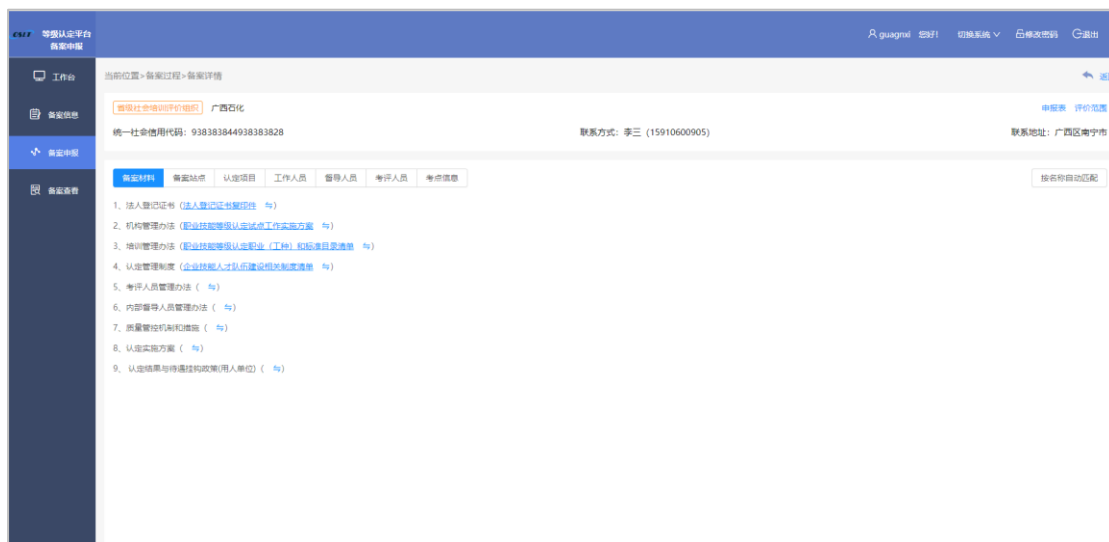 CSLE 等级认定平台
备案申报
guagnxi 您好! 切换系统 修改密码 退出
工作台
备案信息
备案申报
备案查看
当前位置>备案过程>备案详情
省级社会培训评价组织 广西石化 申报表 评价范围
统一社会信用代码：938383844938383828 联系方式：李三（15910600905） 联系地址：广西区南宁市
备案材料 备案站点 认定项目 工作人员 督导人员 考评人员 考点信息 按名称自动匹配
1、法人登记证书（法人登记证书复印件 ⇋）
2、机构管理办法（职业技能等级认定试点工作实施方案 ⇋）
3、培训管理办法（职业技能等级认定职业（工种）和标准目录清单 ⇋）
4、认定管理制度（企业技能人才队伍建设相关制度清单 ⇋）
5、考评人员管理办法（ ⇋）
6、内部督导人员管理办法（ ⇋）
7、质量管控机制和措施（ ⇋）
8、认定实施方案（ ⇋）
9、 认定结果与待遇挂钩政策(用人单位)（ ⇋）